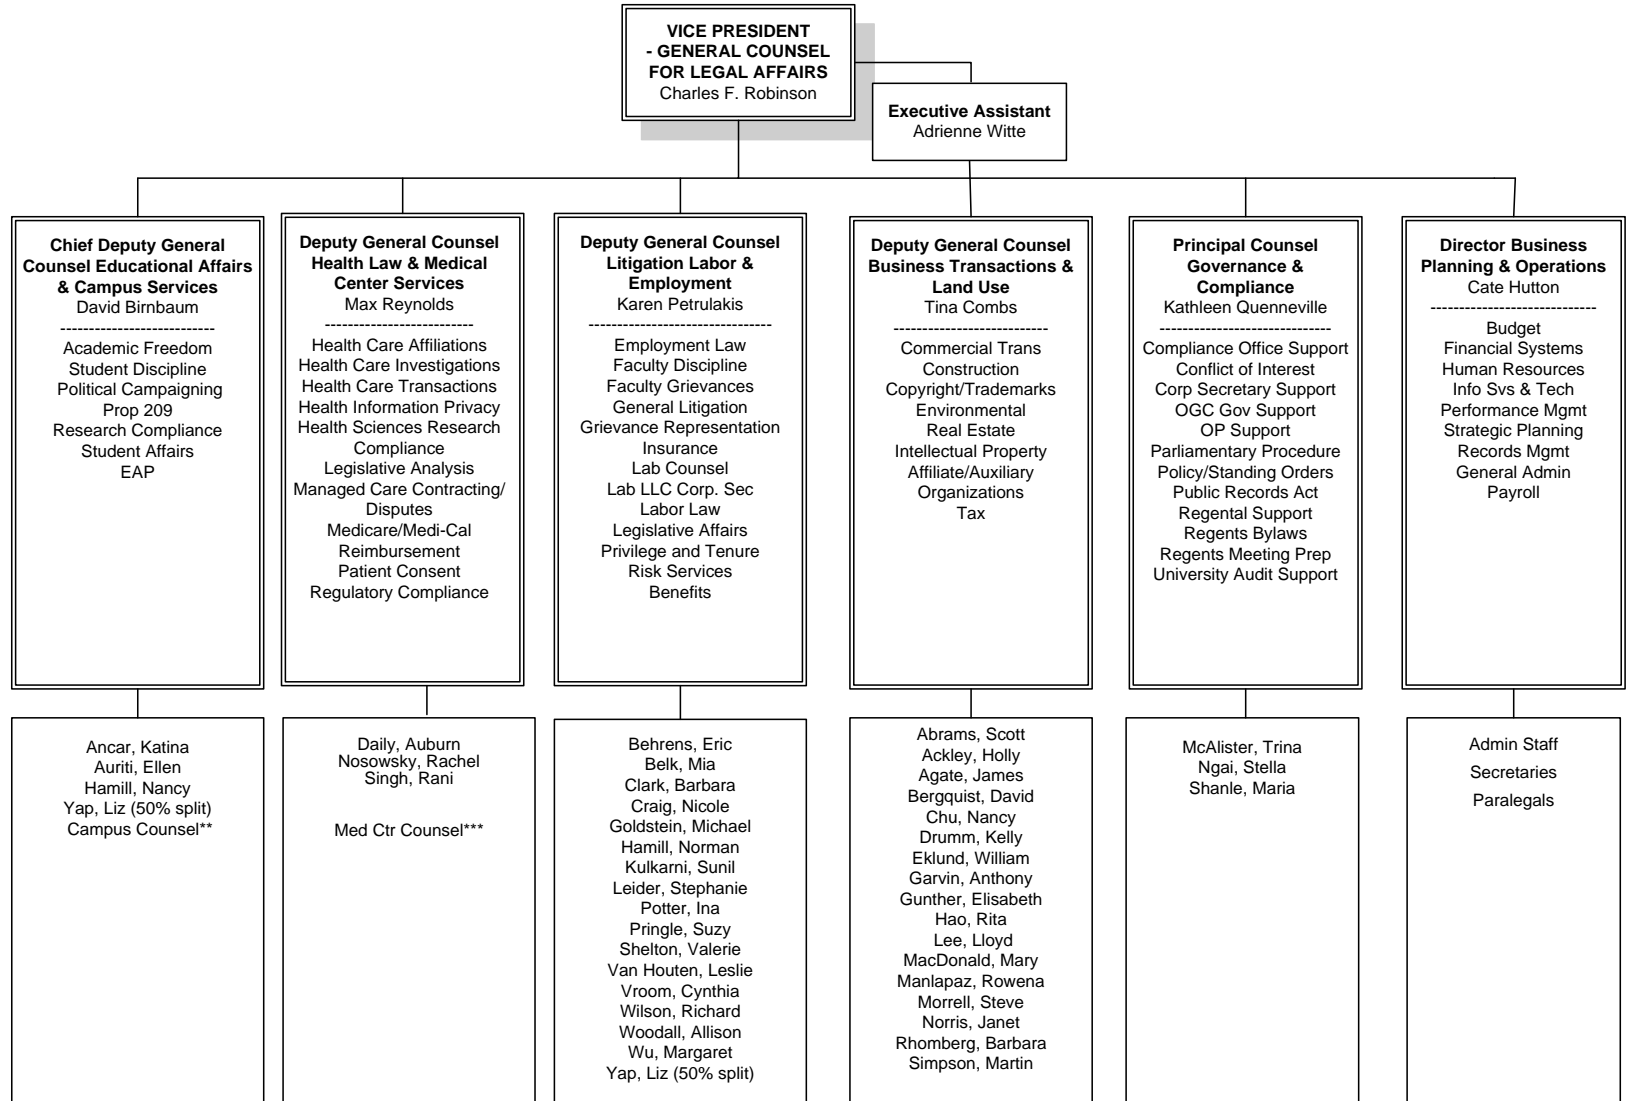 VICE PRESIDENT
- GENERAL COUNSEL
FOR LEGAL AFFAIRS
Charles F. Robinson
Executive Assistant
Adrienne Witte
Chief Deputy General
Counsel Educational Affairs
& Campus Services
David Birnbaum
---------------------------
Academic Freedom
Student Discipline
Political Campaigning
Prop 209
Research Compliance
Student Affairs
EAP
Deputy General Counsel
Health Law & Medical
Center Services
Max Reynolds
--------------------------
Health Care Affiliations
Health Care Investigations
Health Care Transactions
Health Information Privacy
Health Sciences Research
Compliance
Legislative Analysis
Managed Care Contracting/
Disputes
Medicare/Medi-Cal
Reimbursement
Patient Consent
Regulatory Compliance
Deputy General Counsel
Litigation Labor &
Employment
Karen Petrulakis
--------------------------------
Employment Law
Faculty Discipline
Faculty Grievances
General Litigation
Grievance Representation
Insurance
Lab Counsel
Lab LLC Corp. Sec
Labor Law
Legislative Affairs
Privilege and Tenure
Risk Services
Benefits
Deputy General Counsel
Business Transactions &
Land Use
Tina Combs
---------------------------
Commercial Trans
Construction
Copyright/Trademarks
Environmental
Real Estate
Intellectual Property
Affiliate/Auxiliary
Organizations
Tax
Principal Counsel
Governance &
Compliance
Kathleen Quenneville
------------------------------
Compliance Office Support
Conflict of Interest
Corp Secretary Support
OGC Gov Support
OP Support
Parliamentary Procedure
Policy/Standing Orders
Public Records Act
Regental Support
Regents Bylaws
Regents Meeting Prep
University Audit Support
Director Business
Planning & Operations
Cate Hutton
-----------------------------
Budget
Financial Systems
Human Resources
Info Svs & Tech
Performance Mgmt
Strategic Planning
Records Mgmt
General Admin
Payroll
Ancar, Katina
Auriti, Ellen
Hamill, Nancy
Yap, Liz (50% split)
Campus Counsel**
Daily, Auburn
Nosowsky, Rachel
Singh, Rani
Med Ctr Counsel***
Behrens, Eric
Belk, Mia
Clark, Barbara
Craig, Nicole
Goldstein, Michael
Hamill, Norman
Kulkarni, Sunil
Leider, Stephanie
Potter, Ina
Pringle, Suzy
Shelton, Valerie
Van Houten, Leslie
Vroom, Cynthia
Wilson, Richard
Woodall, Allison
Wu, Margaret
Yap, Liz (50% split)
Abrams, Scott
Ackley, Holly
Agate, James
Bergquist, David
Chu, Nancy
Drumm, Kelly
Eklund, William
Garvin, Anthony
Gunther, Elisabeth
Hao, Rita
Lee, Lloyd
MacDonald, Mary
Manlapaz, Rowena
Morrell, Steve
Norris, Janet
Rhomberg, Barbara
Simpson, Martin
McAlister, Trina
Ngai, Stella
Shanle, Maria
Admin Staff
Secretaries
Paralegals